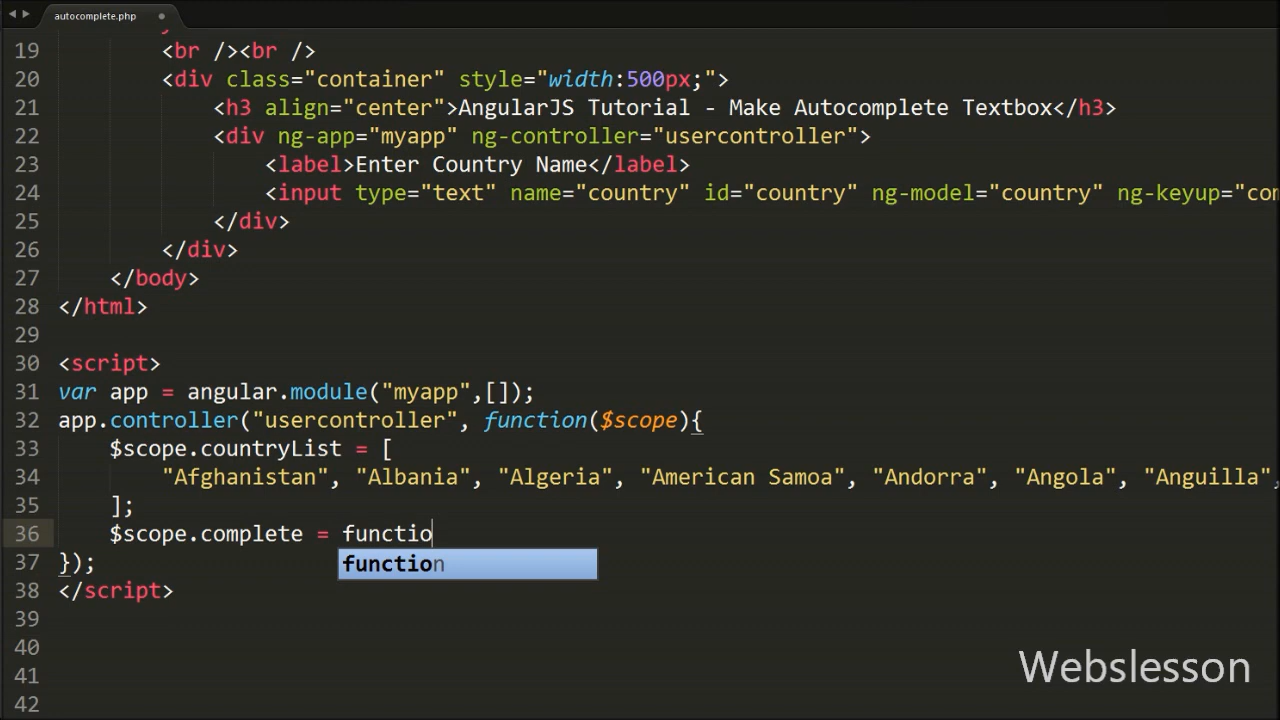 autocomplete.php
19 <br /><br />
20 <div class="container" style="width:500px;">
21 <h3 align="center">AngularJS Tutorial - Make Autocomplete Textbox</h3>
22 <div ng-app="myapp" ng-controller="usercontroller">
23 <label>Enter Country Name</label>
24 <input type="text" name="country" id="country" ng-model="country" ng-keyup="con
25 </div>
26 </div>
27 </body>
28 </html>
29
30 <script>
31 var app = angular.module("myapp",[]);
32 app.controller("usercontroller", function($scope){
33 $scope.countryList = [
34 "Afghanistan", "Albania", "Algeria", "American Samoa", "Andorra", "Angola", "Anguilla",
35 ];
36 $scope.complete = functio
function
37 });
38 </script>
39
40
41
42
Webslesson